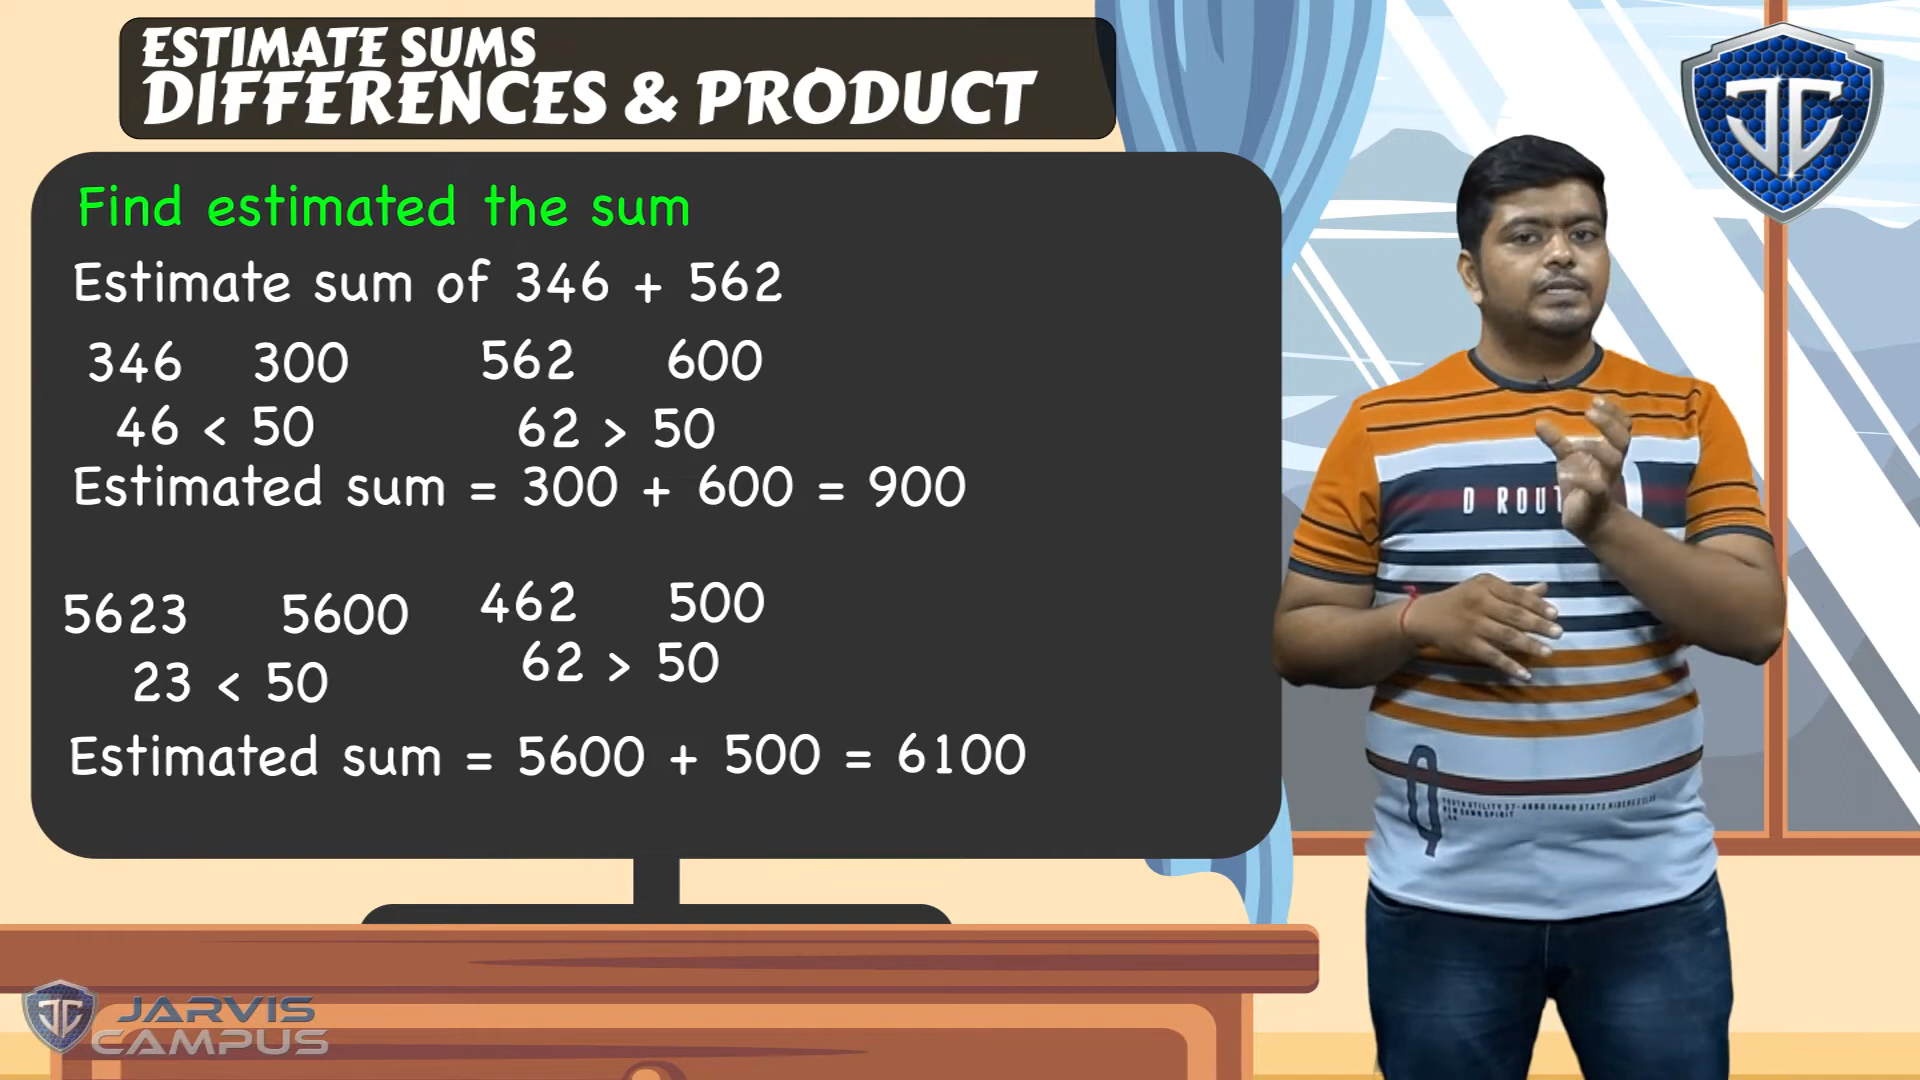 ESTIMATE SUMS
DIFFERENCES & PRODUCT
Find estimated the sum
Estimate sum of 346 + 562
346 300 562 600
46 < 50 62 > 50
Estimated sum = 300 + 600 = 900
5623 5600 462 500
23 < 50 62 > 50
Estimated sum = 5600 + 500 = 6100
JC
D ROUT
Q
JC JARVIS
CAMPUS